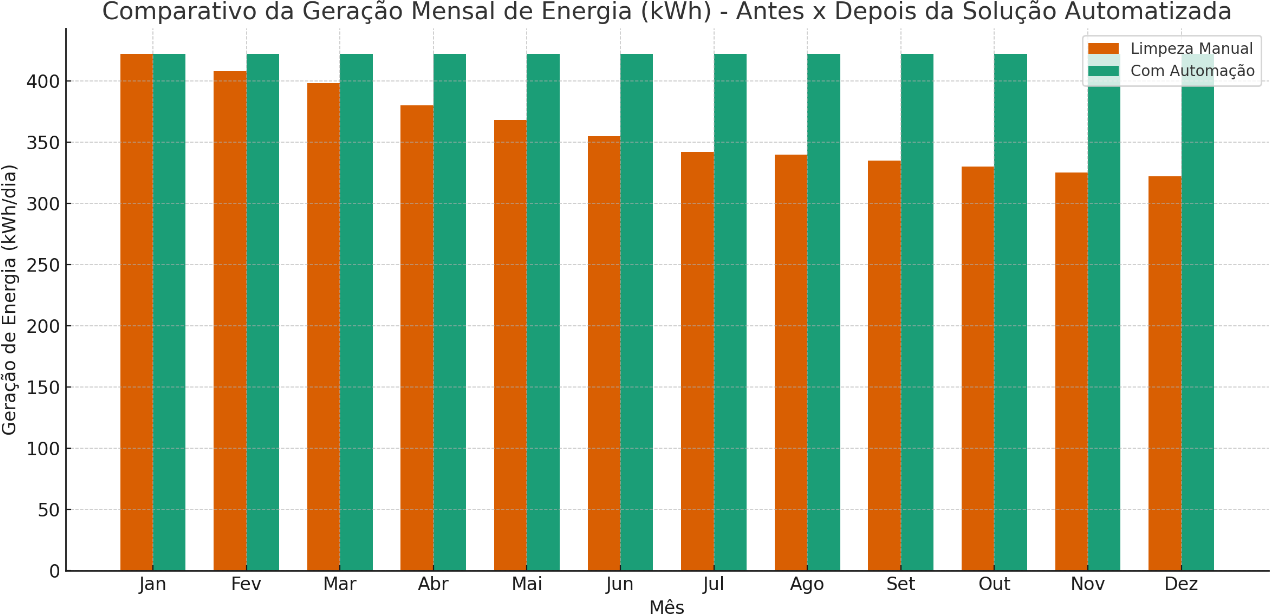 Comparativo da Geração Mensal de Energia (kWh) - Antes x Depois da Solução Automatizada
Limpeza Manual
Com Automação
Geração de Energia (kWh/dia)
400
350
300
250
200
150
100
50
0
Jan Fev Mar Abr Mai Jun Jul Ago Set Out Nov Dez
Mês